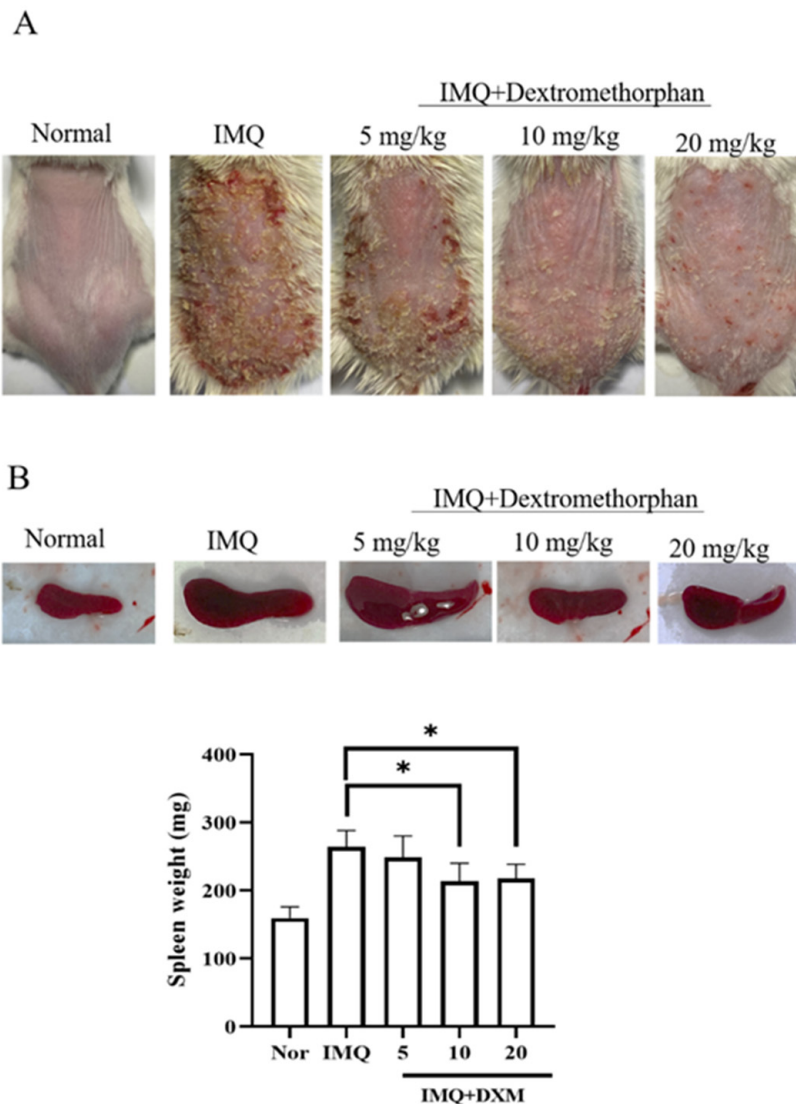 A
IMQ+Dextromethorphan
Normal IMQ 5 mg/kg 10 mg/kg 20 mg/kg
B
IMQ+Dextromethorphan
Normal IMQ 5 mg/kg 10 mg/kg 20 mg/kg
*
*
400
300
200
100
0
Spleen weight (mg)
Nor IMQ 5 10 20
IMQ+DXM